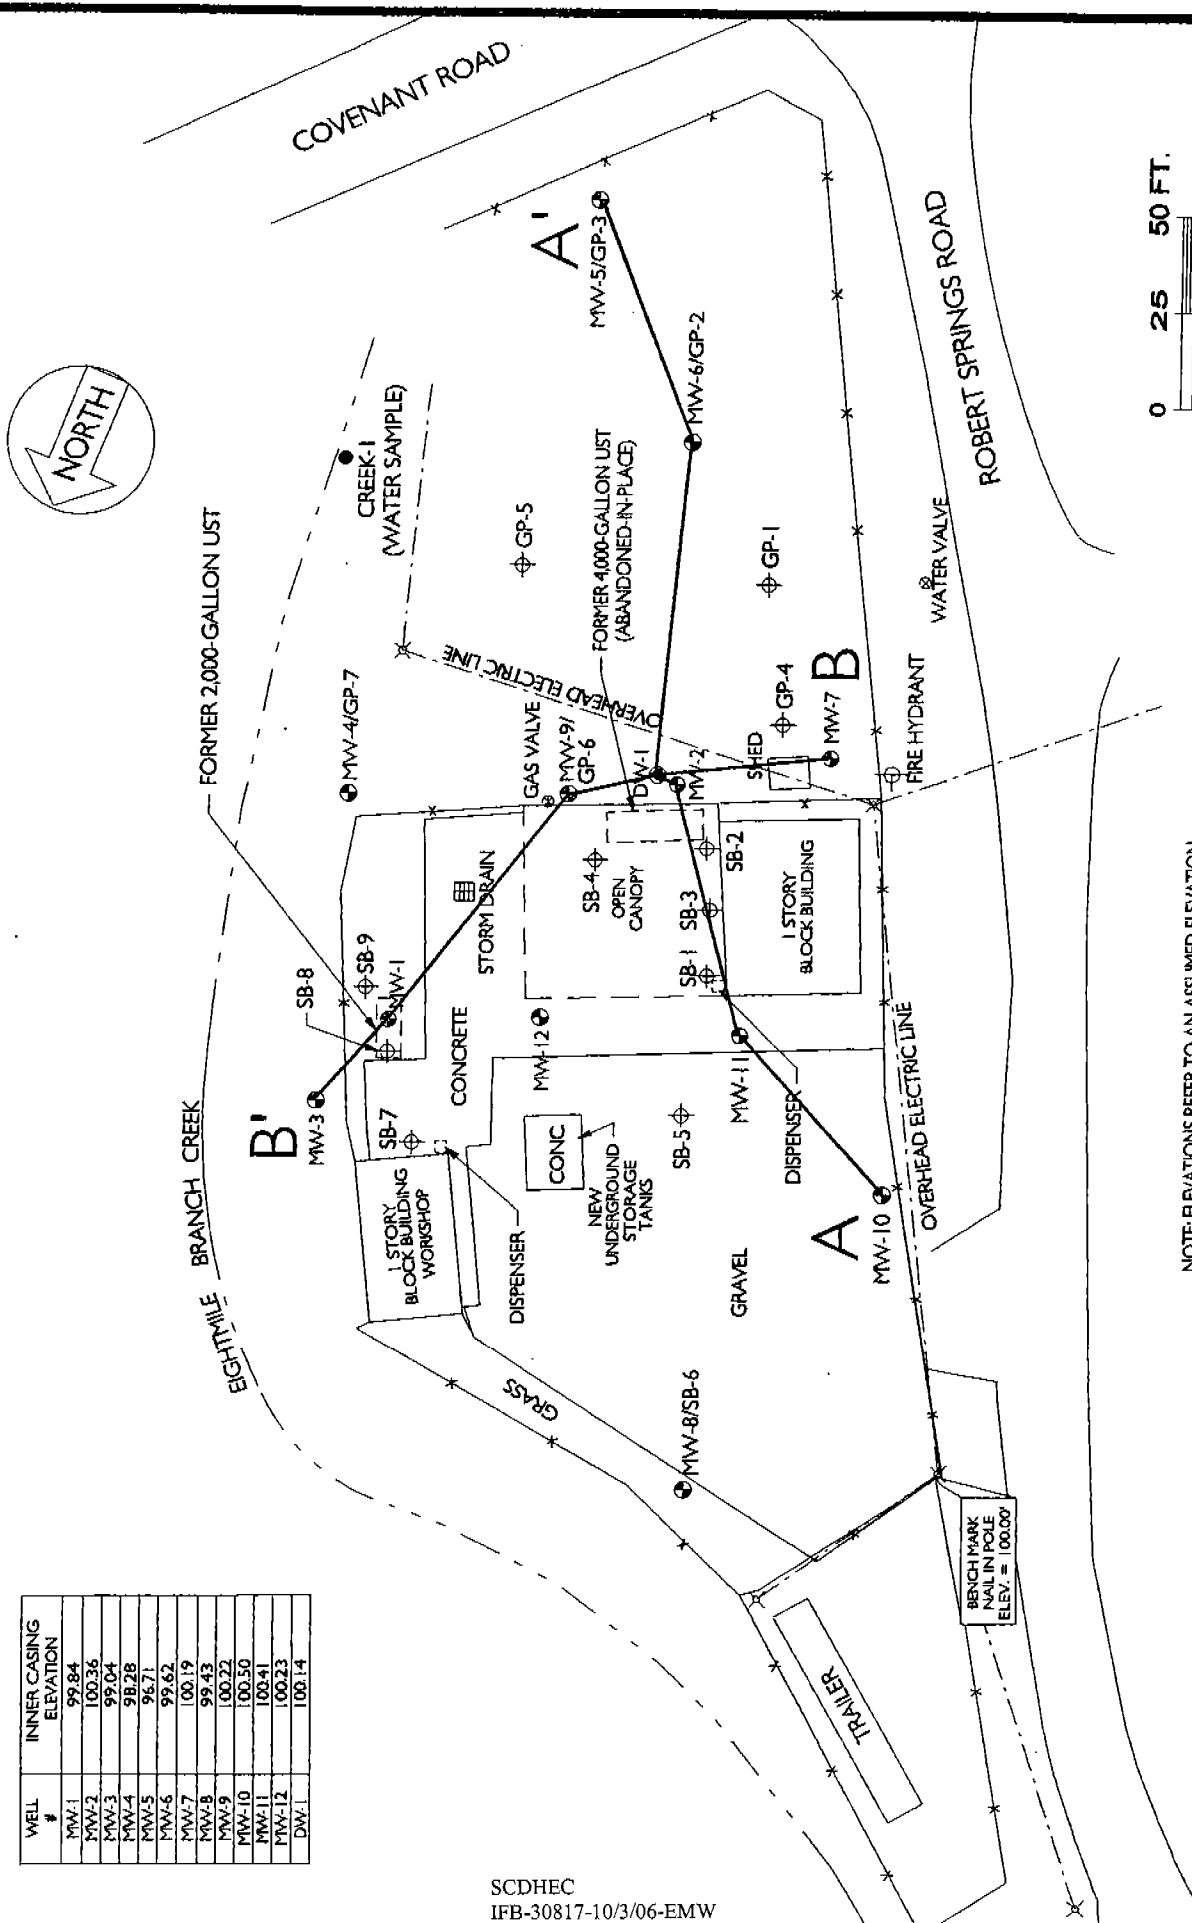 COVENANT ROAD
NORTH
A'
MW-5/GP-3
MW-6/GP-2
ROBERT SPRINGS ROAD
0 25 50 FT.
CREEK-1
(WATER SAMPLE)
FORMER 2,000-GALLON UST
GP-5
FORMER 4,000-GALLON UST
(ABANDONED-IN-PLACE)
GP-1
WATER VALVE
OVERHEAD ELECTRIC LINE
MW-4/GP-7
GAS VALVE
MW-9/
GP-6
DW-1
MW-2
SHED
GP-4
B
MW-7
FIRE HYDRANT
STORM DRAIN
SB-4
OPEN
CANOPY
SB-2
SB-3
SB-1
1 STORY
BLOCK BUILDING
SB-8
SB-9
MW-1
CONCRETE
MW-12
MW-11
DISPENSER
OVERHEAD ELECTRIC LINE
B'
MW-3
SB-7
CONC
NEW
UNDERGROUND
STORAGE
TANKS
SB-5
1 STORY
BLOCK BUILDING
WORKSHOP
DISPENSER
GRAVEL
A
MW-10
EIGHTMILE BRANCH CREEK
GRASS
MW-8/SB-6
BENCH MARK
NAIL IN POLE
ELEV. = 100.00'
TRAILER
NOTE: ELEVATIONS REFER TO AN ASSUMED ELEVATION
WELL # INNER CASING ELEVATION
MW-1 99.84
MW-2 100.36
MW-3 99.04
MW-4 98.28
MW-5 96.71
MW-6 99.62
MW-7 100.19
MW-8 99.43
MW-9 100.22
MW-10 100.50
MW-11 100.41
MW-12 100.23
DW-1 100.14
SCDHEC
IFB-30817-10/3/06-EMW